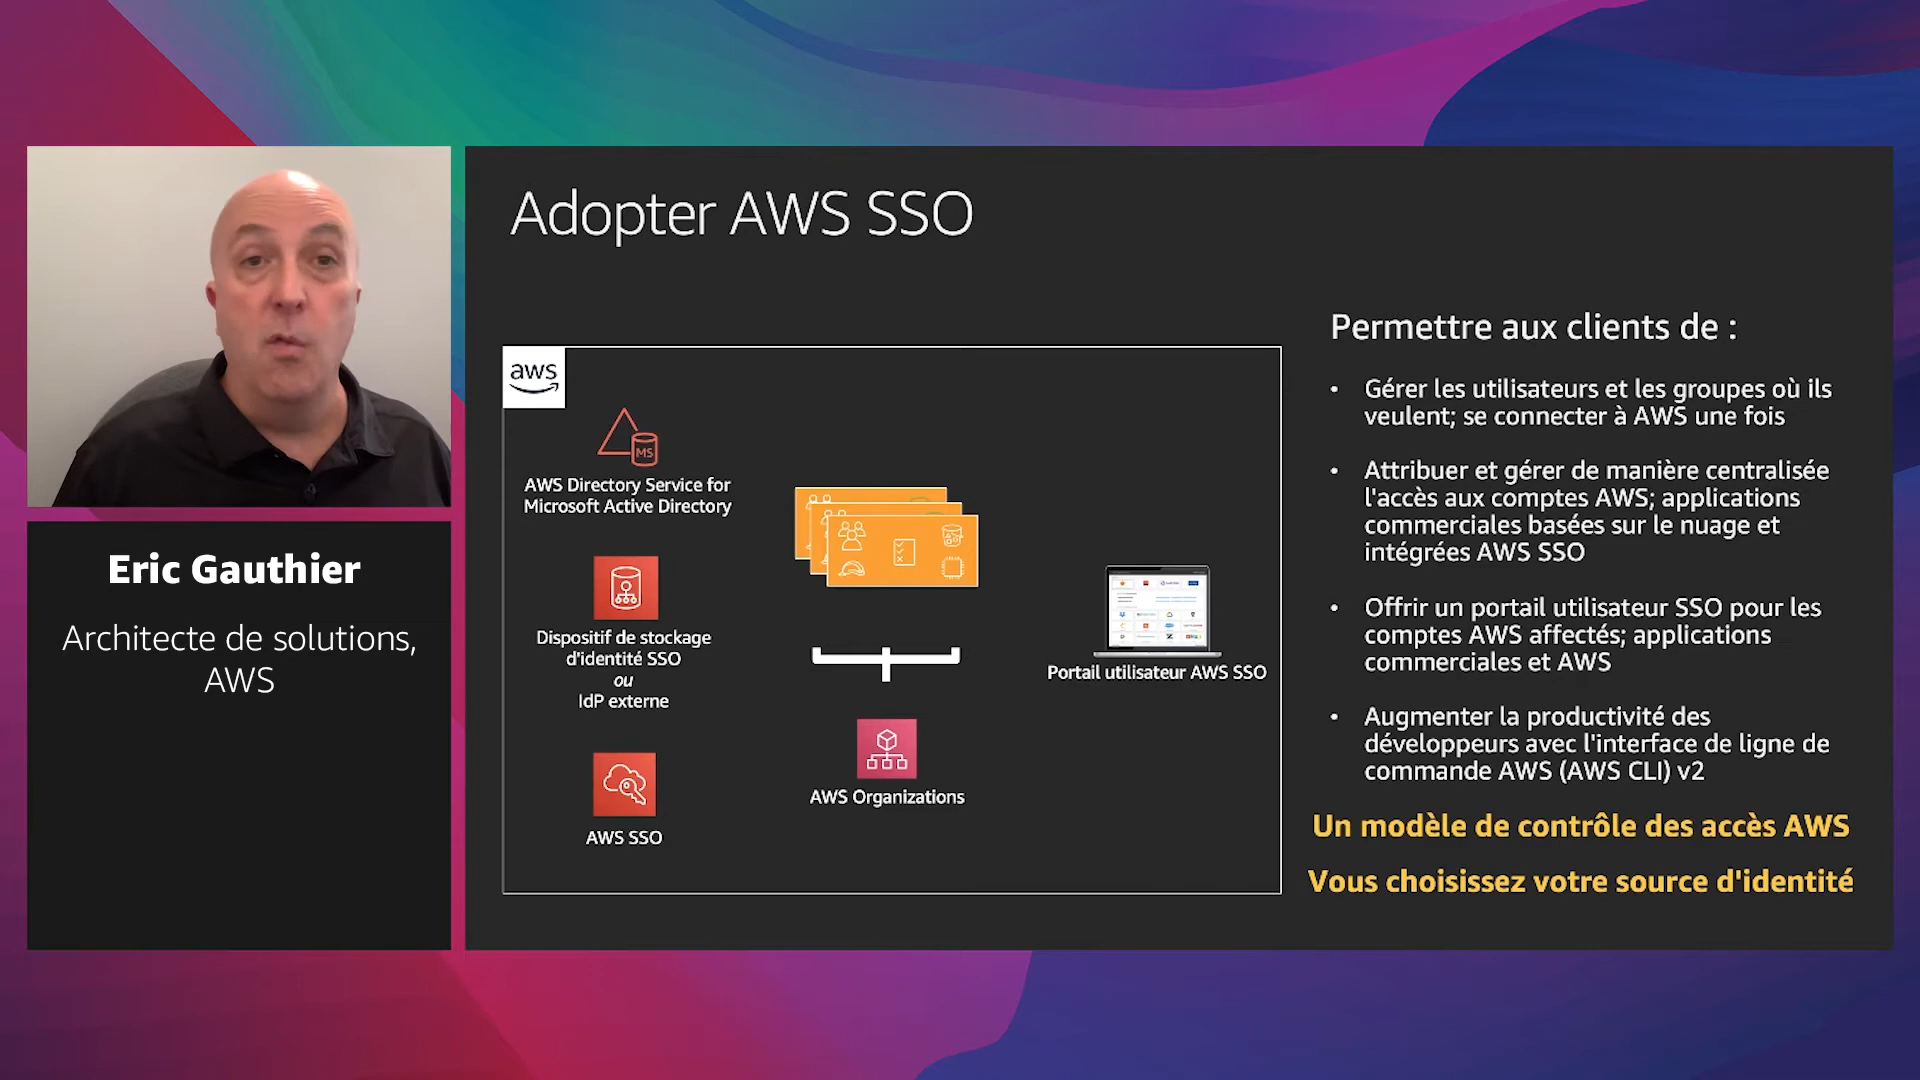 Adopter AWS SSO
Eric Gauthier
Architecte de solutions,
AWS
aws
MS
AWS Directory Service for
Microsoft Active Directory
Dispositif de stockage
d'identité SSO
ou
IdP externe
AWS SSO
AWS Organizations
Portail utilisateur AWS SSO
Permettre aux clients de :
• Gérer les utilisateurs et les groupes où ils
veulent; se connecter à AWS une fois
• Attribuer et gérer de manière centralisée
l'accès aux comptes AWS; applications
commerciales basées sur le nuage et
intégrées AWS SSO
• Offrir un portail utilisateur SSO pour les
comptes AWS affectés; applications
commerciales et AWS
• Augmenter la productivité des
développeurs avec l'interface de ligne de
commande AWS (AWS CLI) v2
Un modèle de contrôle des accès AWS
Vous choisissez votre source d'identité